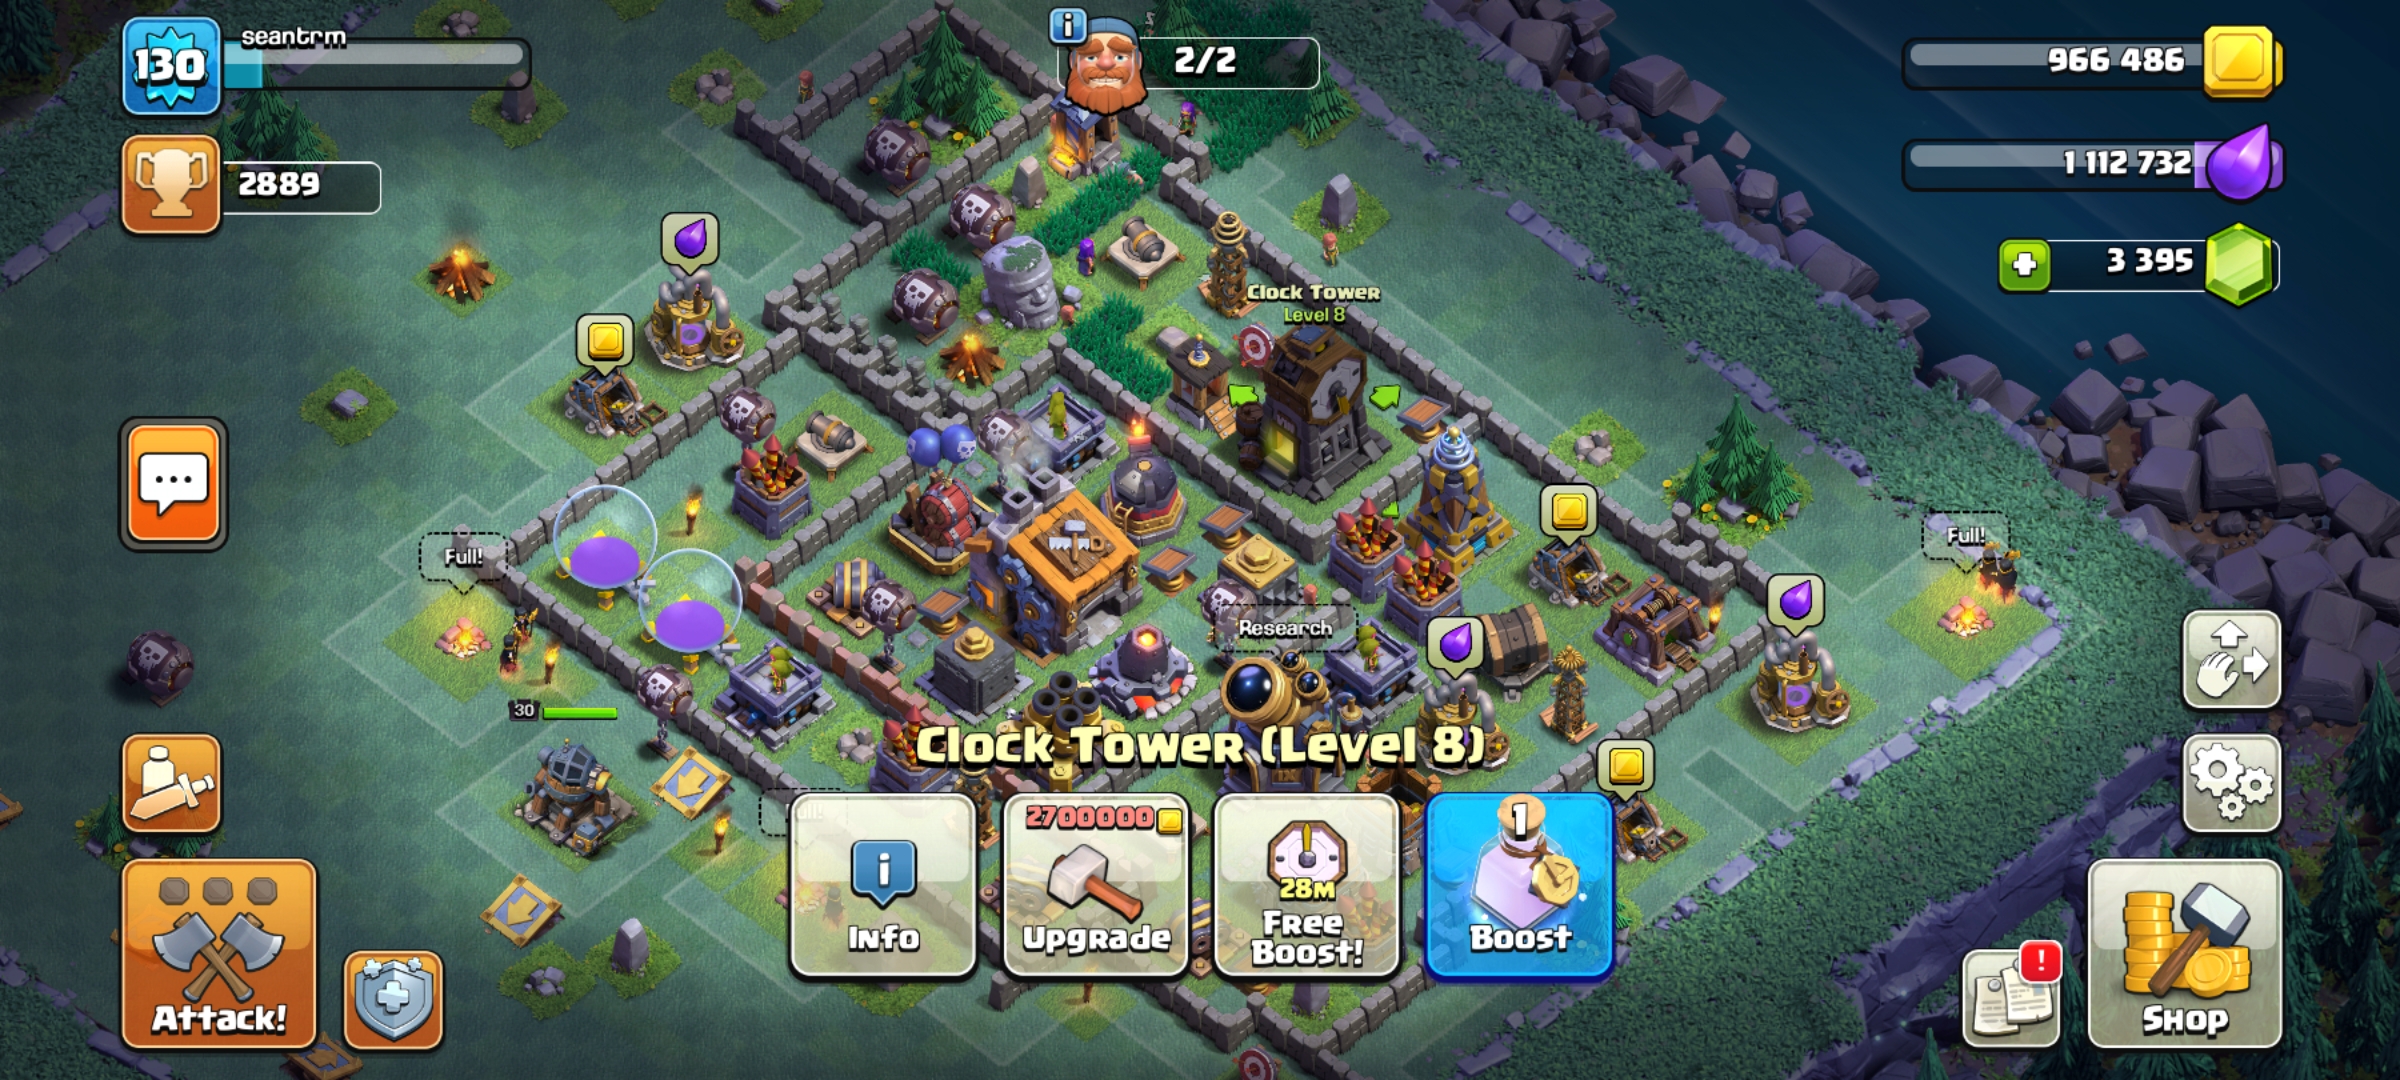 130
seantrm
2/2
966 486
2889
1 112 732
3 395
Clock Tower
Level 8
Full!
Full!
Research
30
Clock Tower (Level 8)
2700000
1
28M
Info
Upgrade
Free
Boost!
Boost
Attack!
!
Shop